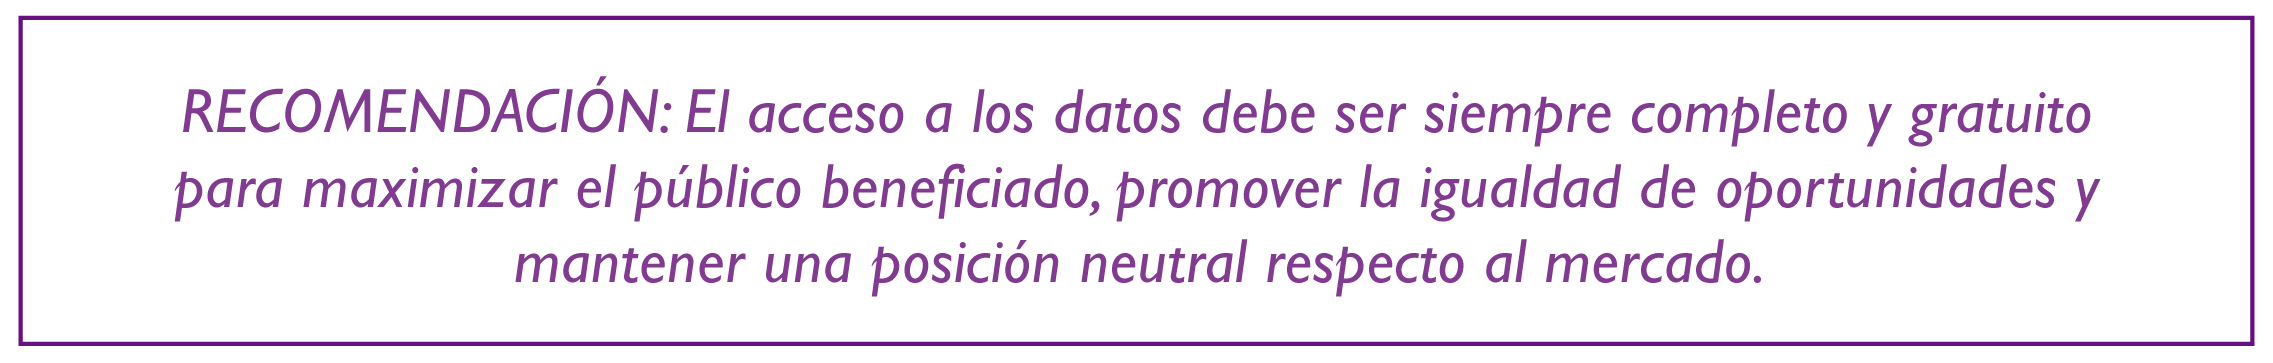 RECOMENDACIÓN: El acceso a los datos debe ser siempre completo y gratuito
para maximizar el público beneficiado, promover la igualdad de oportunidades y
mantener una posición neutral respecto al mercado.